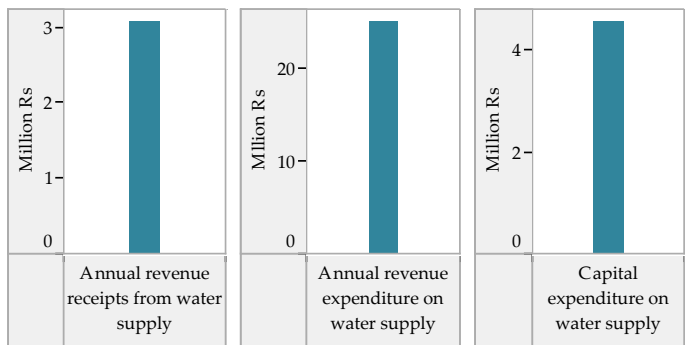 Million Rs
3
2
1
0
Annual revenue
receipts from water
supply
Mllion Rs
20
10
0
Annual revenue
expenditure on
water supply
Million Rs
4
2
0
Capital
expenditure on
water supply